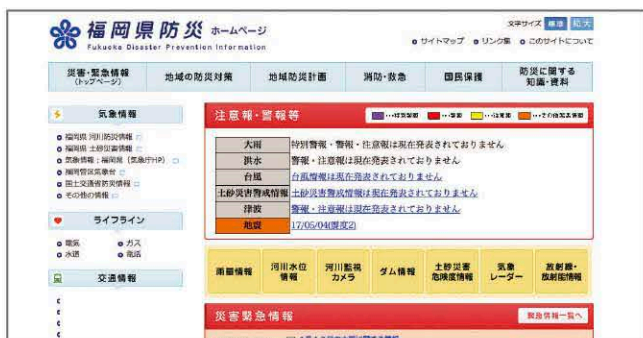 福岡県防災 ホームページ
Fukuoka Disaster Prevention Information
文字サイズ 標準 拡大
サイトマップ リンク集 このサイトについて
災害・緊急情報
(トップページ)
地域の防災対策
地域防災計画
消防・救急
国民保護
防災に関する
知識・資料
気象情報
福岡県 河川防災情報
福岡県 土砂災害情報
気象情報:福岡県 (気象庁HP)
福岡管区気象台
国土交通省防災情報
その他の情報
ライフライン
電気 ガス
水道 電話
交通情報
注意報・警報等
…特別警報 …警報 …注意報 …その他発表情報
大雨 特別警報・警報・注意報は現在発表されておりません
洪水 警報・注意報は現在発表されておりません
台風 台風情報は現在発表されておりません
土砂災害警戒情報 土砂災害警戒情報は現在発表されておりません
津波 警報・注意報は現在発表されておりません
地震 17/05/04(震度2)
雨量情報
河川水位
情報
河川監視
カメラ
ダム情報
土砂災害
危険度情報
気象
レーダー
放射線・
放射能情報
災害緊急情報
緊急情報一覧へ